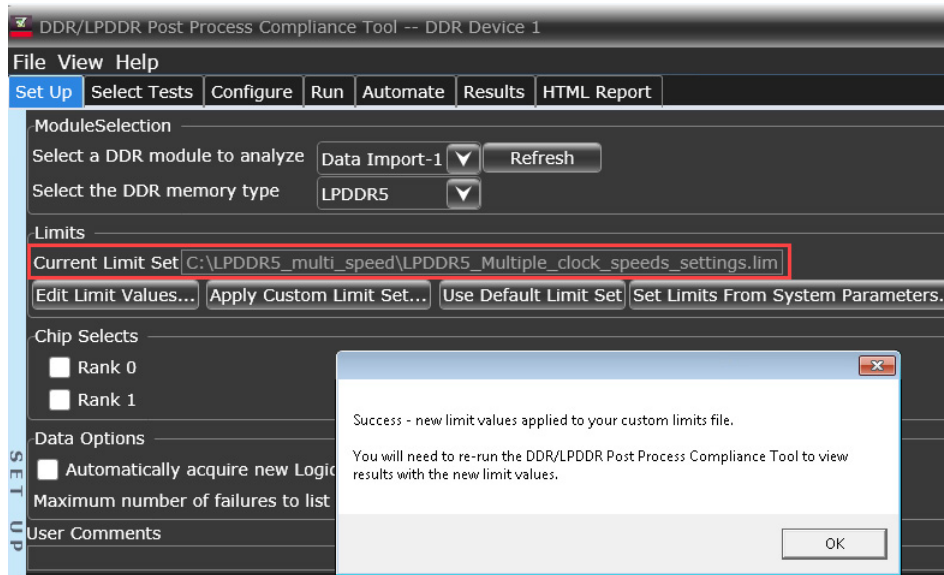 DDR/LPDDR Post Process Compliance Tool -- DDR Device 1
File View Help
Set Up Select Tests Configure Run Automate Results HTML Report
ModuleSelection
Select a DDR module to analyze Data Import-1 Refresh
Select the DDR memory type LPDDR5
Limits
Current Limit Set C:\LPDDR5_multi_speed\LPDDR5_Multiple_clock_speeds_settings.lim
Edit Limit Values... Apply Custom Limit Set... Use Default Limit Set Set Limits From System Parameters.
Chip Selects
Rank 0
Rank 1
Data Options
Automatically acquire new Logic
Maximum number of failures to list
User Comments
SET UP
Success - new limit values applied to your custom limits file.
You will need to re-run the DDR/LPDDR Post Process Compliance Tool to view
results with the new limit values.
OK